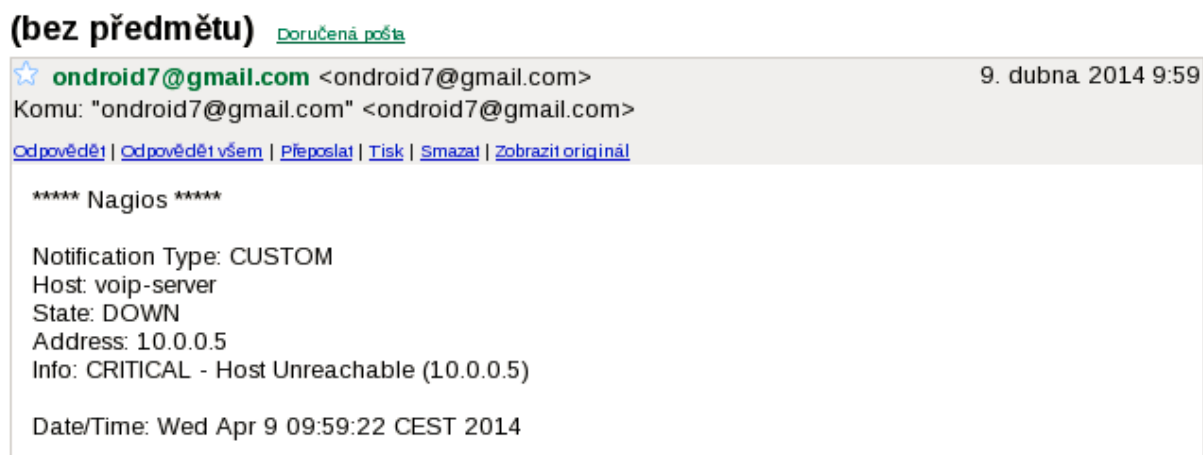 (bez předmětu) Doručená pošta
ondroid7@gmail.com <ondroid7@gmail.com> 9. dubna 2014 9:59
Komu: "ondroid7@gmail.com" <ondroid7@gmail.com>
Odpovědět | Odpovědět všem | Přeposlat | Tisk | Smazat | Zobrazit originál
***** Nagios *****
Notification Type: CUSTOM
Host: voip-server
State: DOWN
Address: 10.0.0.5
Info: CRITICAL - Host Unreachable (10.0.0.5)
Date/Time: Wed Apr 9 09:59:22 CEST 2014